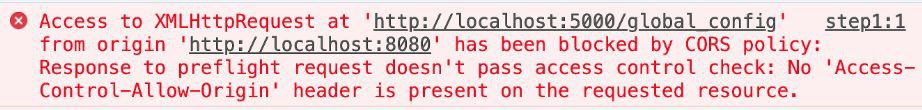 Access to XMLHttpRequest at 'http://localhost:5000/global_config' step1:1
from origin 'http://localhost:8080' has been blocked by CORS policy:
Response to preflight request doesn't pass access control check: No 'Access-
Control-Allow-Origin' header is present on the requested resource.